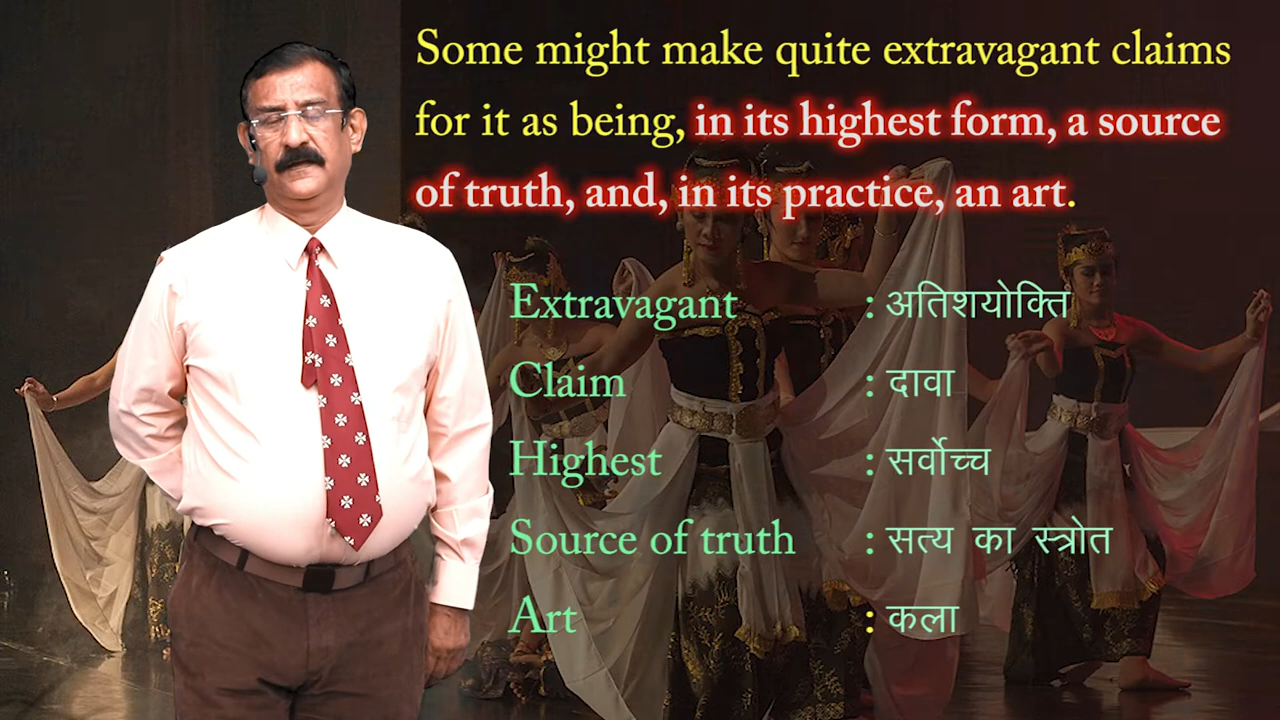 Some might make quite extravagant claims
for it as being, in its highest form, a source
of truth, and, in its practice, an art.
Extravagant : अतिशयोक्ति
Claim : दावा
Highest : सर्वोच्च
Source of truth : सत्य का स्त्रोत
Art : कला